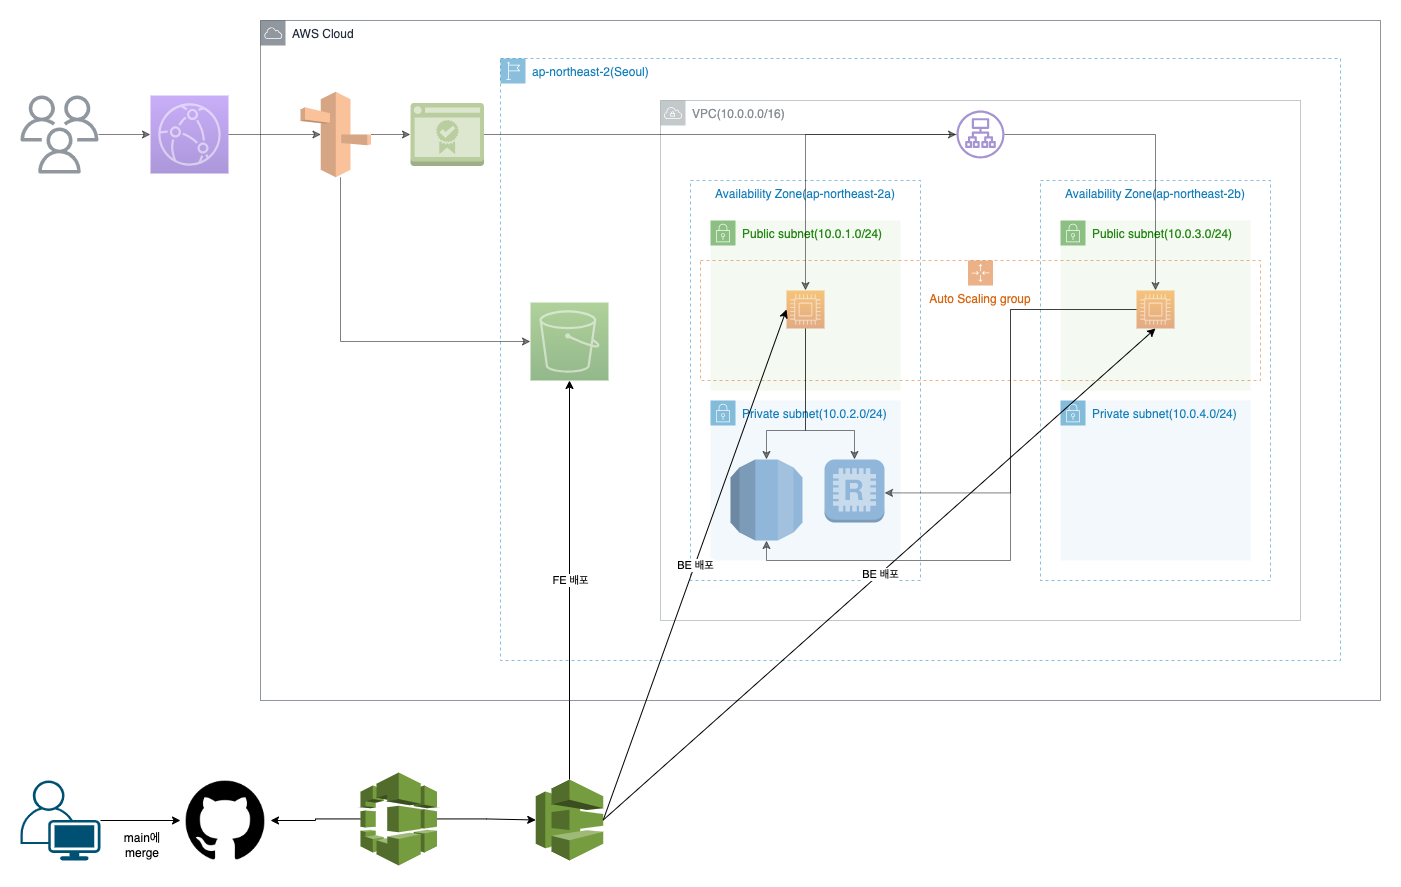 AWS Cloud
ap-northeast-2(Seoul)
VPC(10.0.0.0/16)
Availability Zone(ap-northeast-2a)
Availability Zone(ap-northeast-2b)
Public subnet(10.0.1.0/24)
Public subnet(10.0.3.0/24)
Auto Scaling group
Private subnet(10.0.2.0/24)
Private subnet(10.0.4.0/24)
R
BE 배포
BE 배포
FE 배포
main에
merge